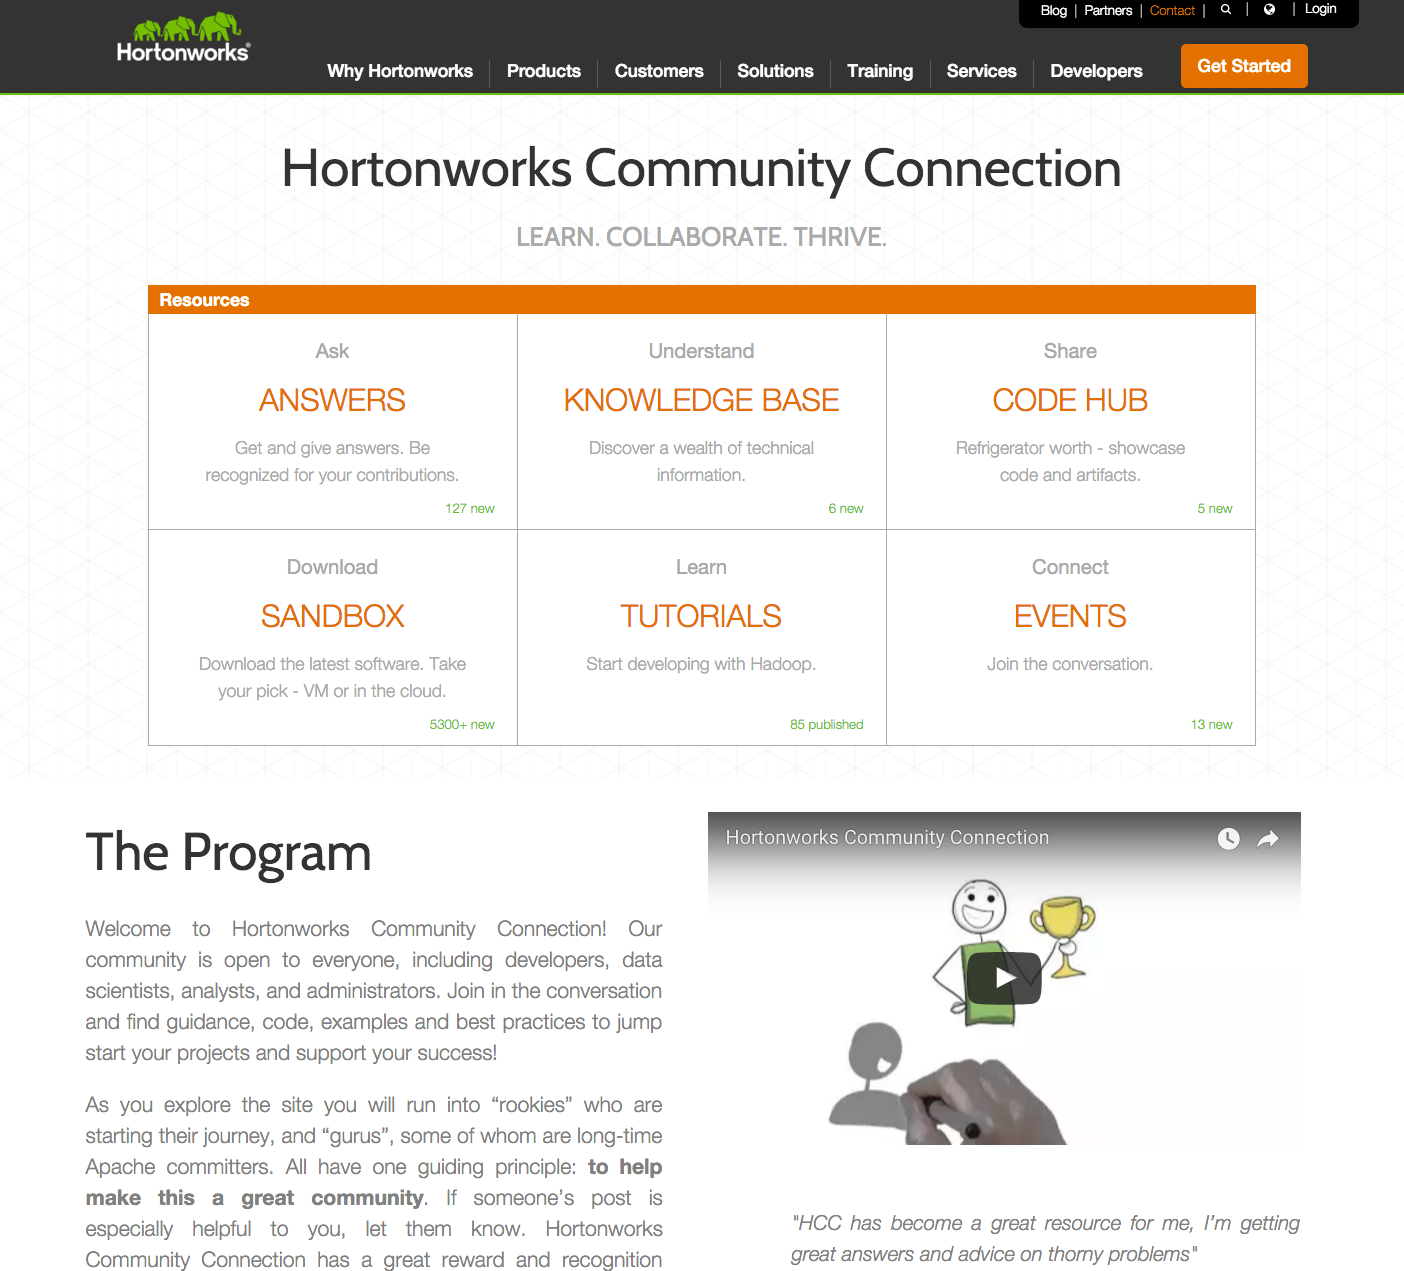 Blog | Partners | Contact | | | Login
Hortonworks®
Why Hortonworks
Products
Customers
Solutions
Training
Services
Developers
Get Started
Hortonworks Community Connection
LEARN. COLLABORATE. THRIVE.
Resources
Ask
ANSWERS
Get and give answers. Be
recognized for your contributions.
127 new
Understand
KNOWLEDGE BASE
Discover a wealth of technical
information.
6 new
Share
CODE HUB
Refrigerator worth - showcase
code and artifacts.
5 new
Download
SANDBOX
Download the latest software. Take
your pick - VM or in the cloud.
5300+ new
Learn
TUTORIALS
Start developing with Hadoop.
85 published
Connect
EVENTS
Join the conversation.
13 new
The Program
Welcome to Hortonworks Community Connection! Our
community is open to everyone, including developers, data
scientists, analysts, and administrators. Join in the conversation
and find guidance, code, examples and best practices to jump
start your projects and support your success!
As you explore the site you will run into “rookies” who are
starting their journey, and “gurus”, some of whom are long-time
Apache committers. All have one guiding principle: to help
make this a great community. If someone’s post is
especially helpful to you, let them know. Hortonworks
Community Connection has a great reward and recognition
Hortonworks Community Connection
"HCC has become a great resource for me, I’m getting
great answers and advice on thorny problems"